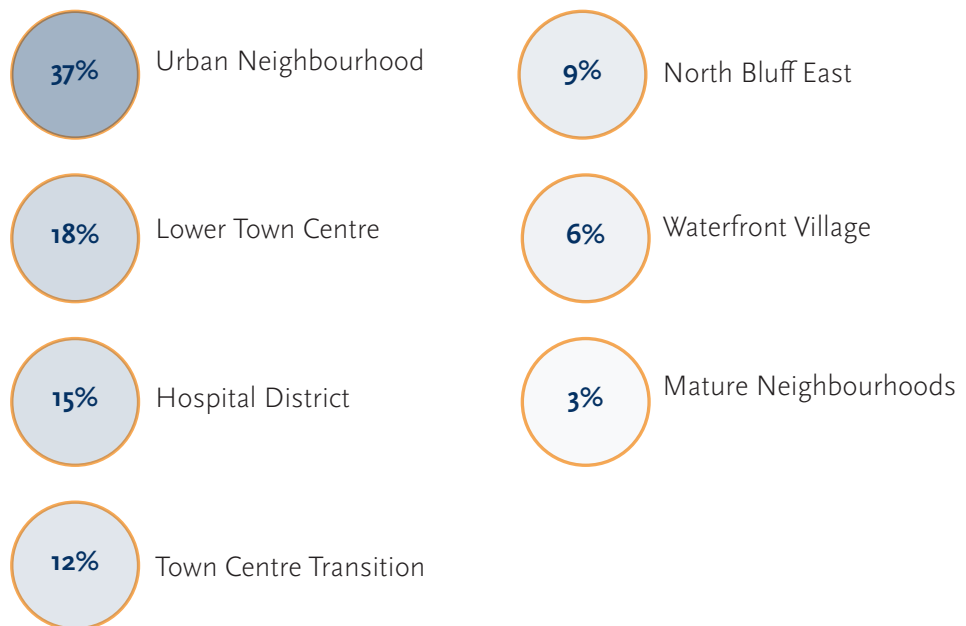 37% Urban Neighbourhood
18% Lower Town Centre
15% Hospital District
12% Town Centre Transition
9% North Bluff East
6% Waterfront Village
3% Mature Neighbourhoods